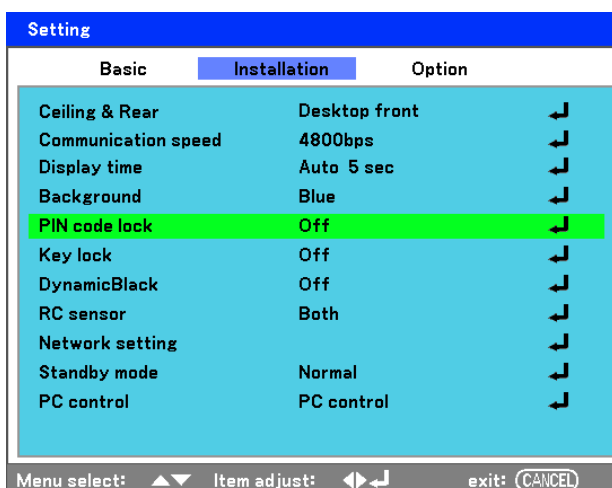 Setting
Basic Installation Option
Ceiling & Rear Desktop front
Communication speed 4800bps
Display time Auto 5 sec
Background Blue
PIN code lock Off
Key lock Off
DynamicBlack Off
RC sensor Both
Network setting
Standby mode Normal
PC control PC control
Menu select: Item adjust: exit: CANCEL